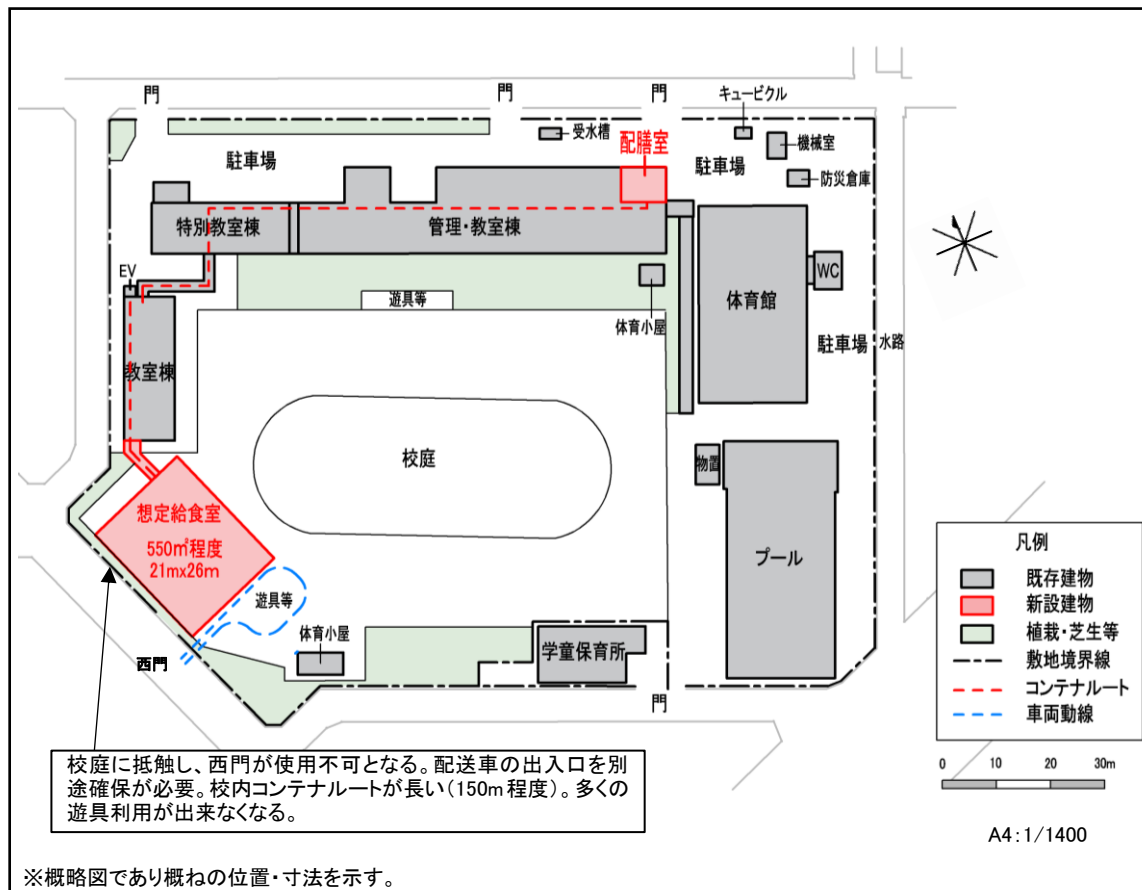 門
門
門
キュービクル
受水槽
配膳室
機械室
駐車場
駐車場
防災倉庫
特別教室棟
管理・教室棟
EV
WC
遊具等
体育小屋
体育館
駐車場
水路
教室棟
校庭
物置
想定給食室
550㎡程度
21mx26m
プール
遊具等
西門
体育小屋
学童保育所
門
凡例
既存建物
新設建物
植栽・芝生等
敷地境界線
コンテナルート
車両動線
0 10 20 30m
A4:1/1400
校庭に抵触し、西門が使用不可となる。配送車の出入口を別
途確保が必要。校内コンテナルートが長い(150m程度)。多くの
遊具利用が出来なくなる。
※概略図であり概ねの位置・寸法を示す。